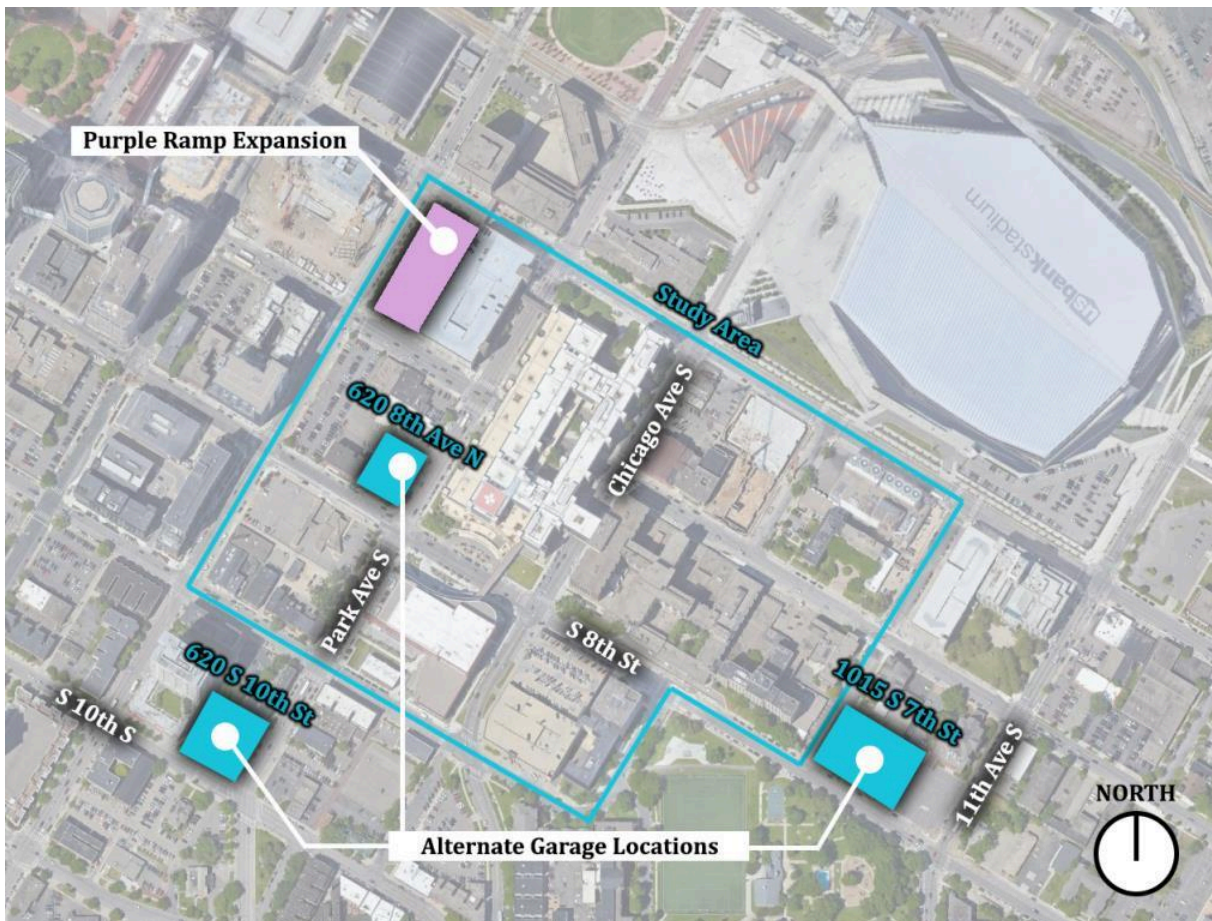 Purple Ramp Expansion
usbankstadium
Study Area
Chicago Ave S
620 8th Ave N
Park Ave S
S 8th St
620 S 10th St
S 10th S
1015 S 7th St
11th Ave S
Alternate Garage Locations
NORTH